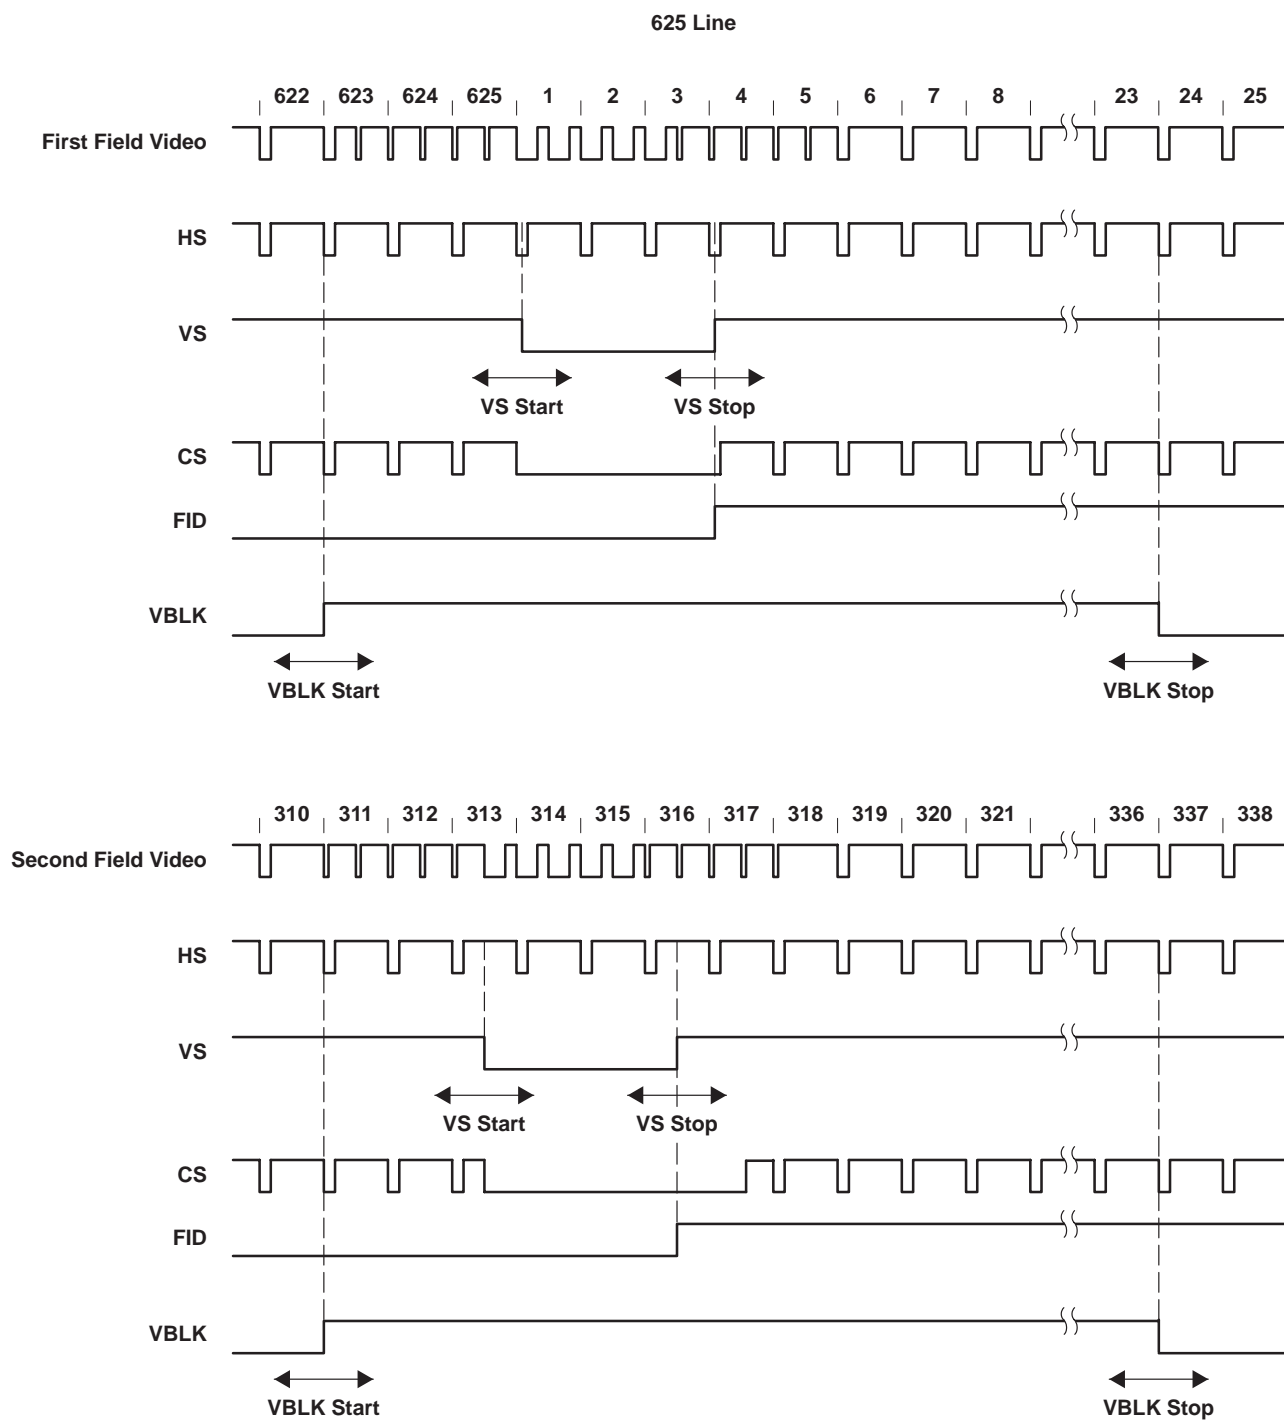 625 Line
622 623 624 625 1 2 3 4 5 6 7 8 23 24 25
First Field Video
HS
VS
VS Start VS Stop
CS
FID
VBLK
VBLK Start VBLK Stop
310 311 312 313 314 315 316 317 318 319 320 321 336 337 338
Second Field Video
HS
VS
VS Start VS Stop
CS
FID
VBLK
VBLK Start VBLK Stop